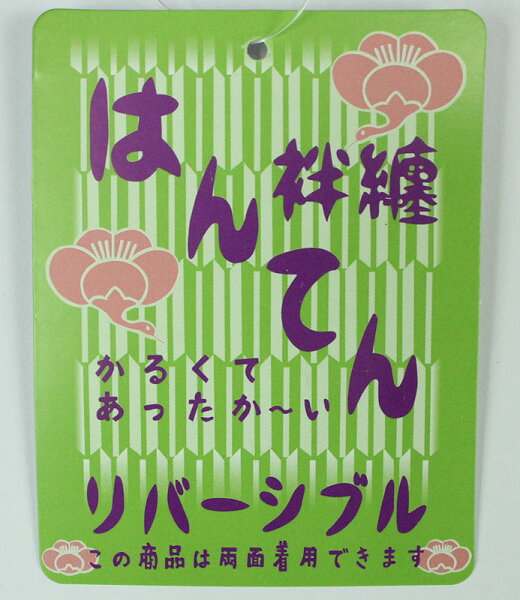 はんてん
袢纏
かるくて
あったか～い
リバーシブル
この商品は両面着用できます